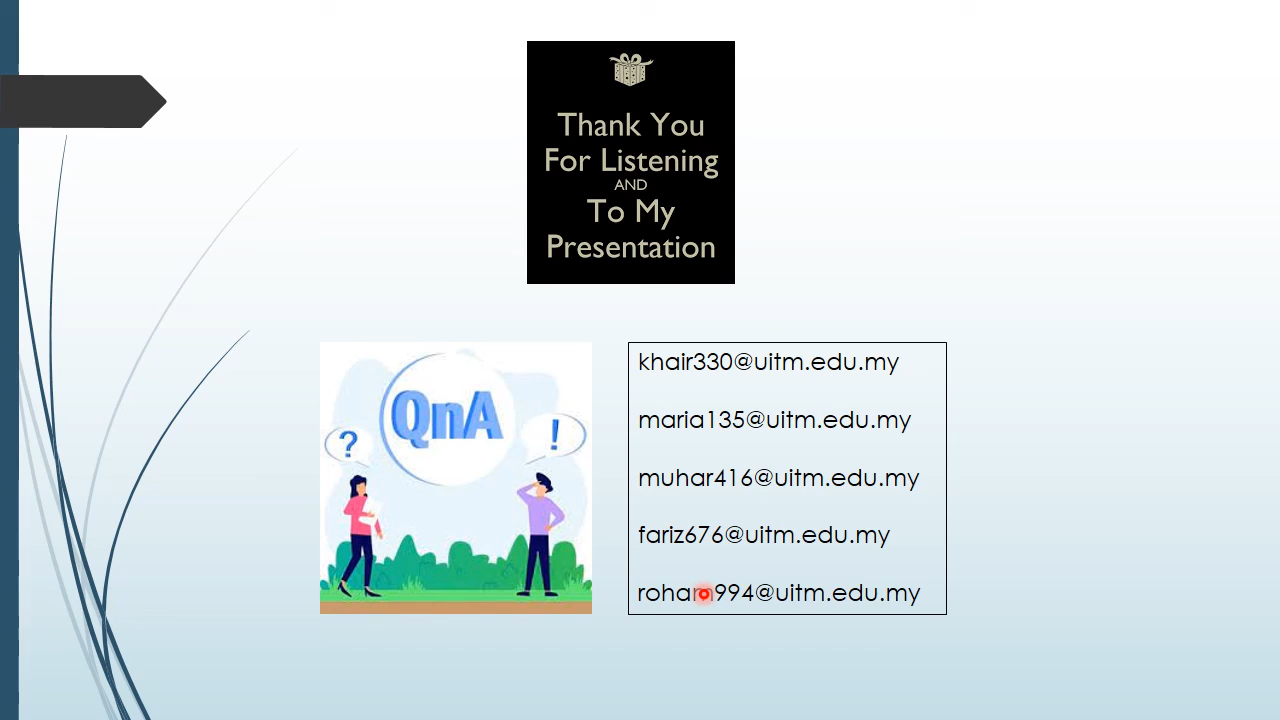 Thank You
For Listening
AND
To My
Presentation
QnA
?
!
khair330@uitm.edu.my
maria135@uitm.edu.my
muhar416@uitm.edu.my
fariz676@uitm.edu.my